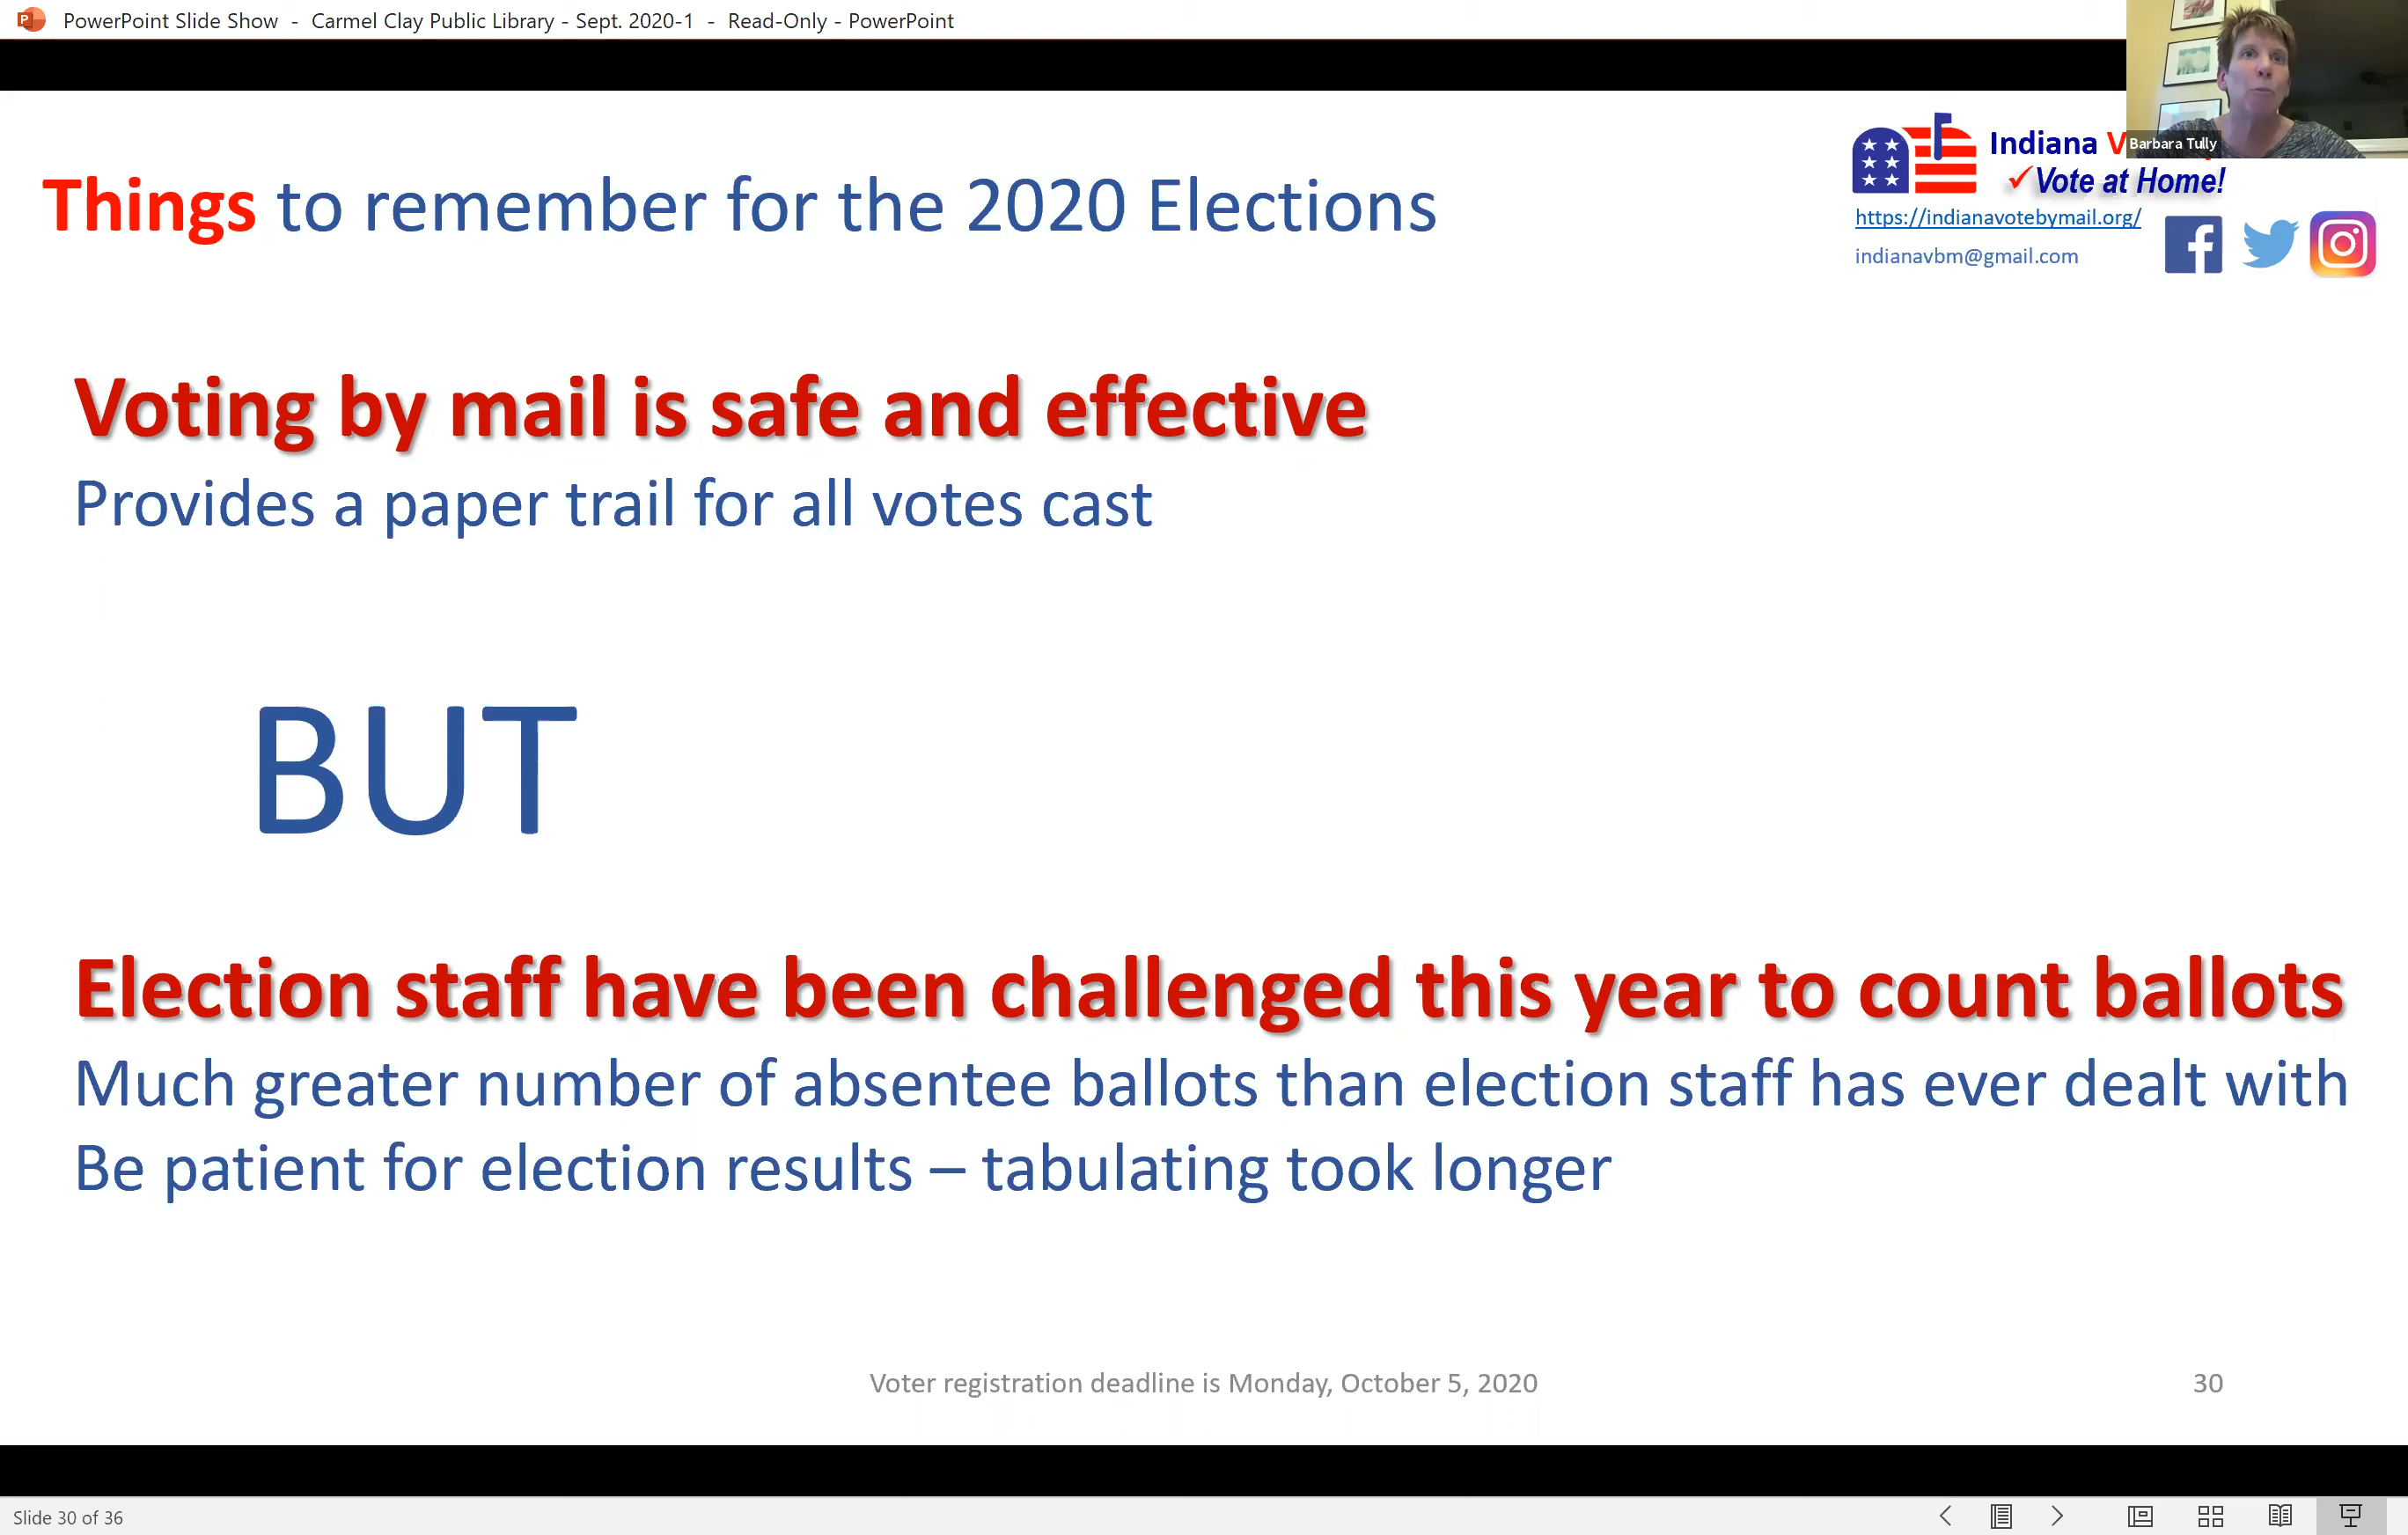 PowerPoint Slide Show - Carmel Clay Public Library - Sept. 2020-1 - Read-Only - PowerPoint
Barbara Tully
Indiana V
✓Vote at Home!
https://indianavotebymail.org/
indianavbm@gmail.com
Things to remember for the 2020 Elections
Voting by mail is safe and effective
Provides a paper trail for all votes cast
BUT
Election staff have been challenged this year to count ballots
Much greater number of absentee ballots than election staff has ever dealt with
Be patient for election results – tabulating took longer
Voter registration deadline is Monday, October 5, 2020
30
Slide 30 of 36